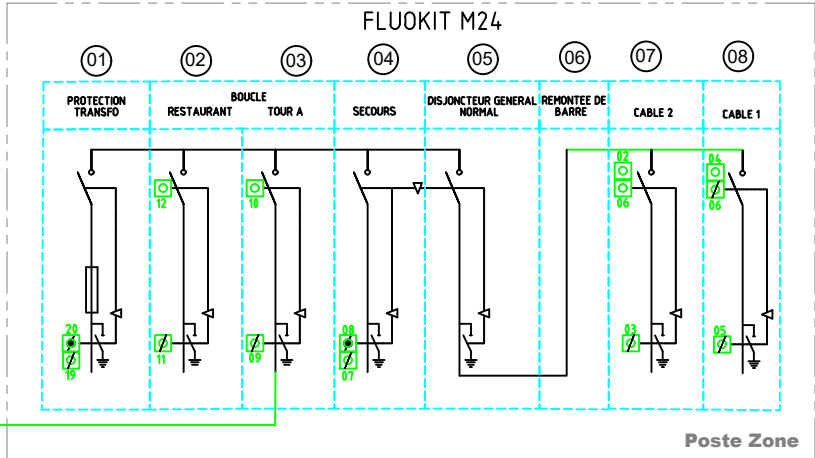 FLUOKIT M24
01 02 03 04 05 06 07 08
PROTECTION
TRANSFO
BOUCLE
RESTAURANT TOUR A
SECOURS
DISJONCTEUR GENERAL
NORMAL
REMONTEE DE
BARRE
CABLE 2
CABLE 1
12
10
02
06
04
06
20
19
11
09
08
07
03
05
Poste Zone